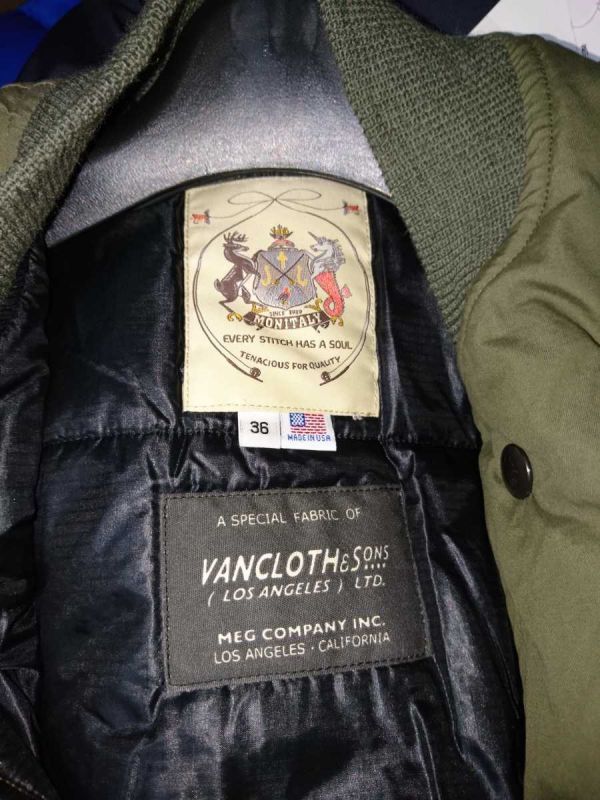 SINCE
MONITALY
EVERY STITCH HAS A SOUL
TENACIOUS FOR QUALITY
36
MADE IN USA
A SPECIAL FABRIC OF
VANCLOTH & SONS
( LOS ANGELES ) LTD.
MEG COMPANY INC.
LOS ANGELES · CALIFORNIA